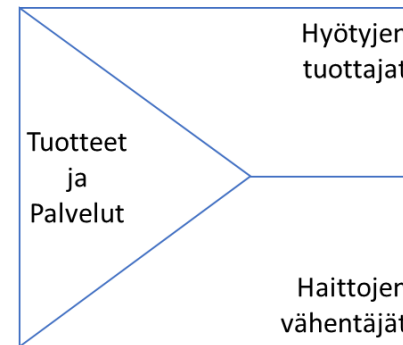 Hyötyjen
tuottajat
Tuotteet
ja
Palvelut
Haittojen
vähentäjät